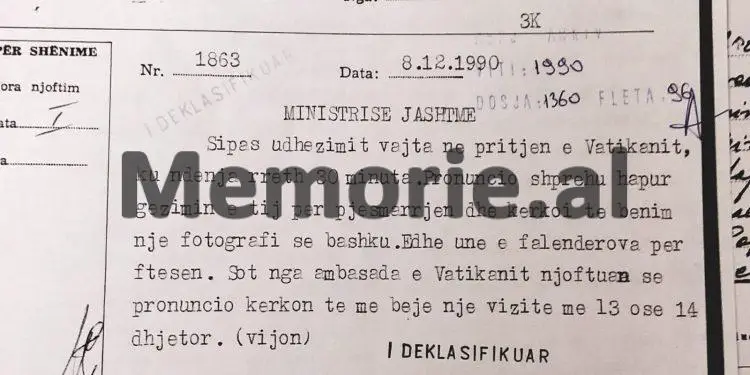 3K
PËR SHËNIME
ora njoftim
ata I
Nr. 1863
Data: 8.12.1990
VITI: 1990
DOSJA: 1360 FLETA. 96
I DEKLASIFIKUAR
MINISTRISE JASHTME
Sipas udhezimit vajta ne pritjen e Vatikanit,
ku ndenja rreth 30 minuta.Pronuncio shprehu hapur
gezimin e tij per pjesmarrjen dhe kerkoi te benim
nje fotografi se bashku.Edhe une e falenderova per
ftesen. Sot nga ambasada e Vatikanit njoftuan se
pronuncio kerkon te me beje nje vizite me 13 ose 14
dhjetor. (vijon)
I DEKLASIFIKUAR
Memorie.al